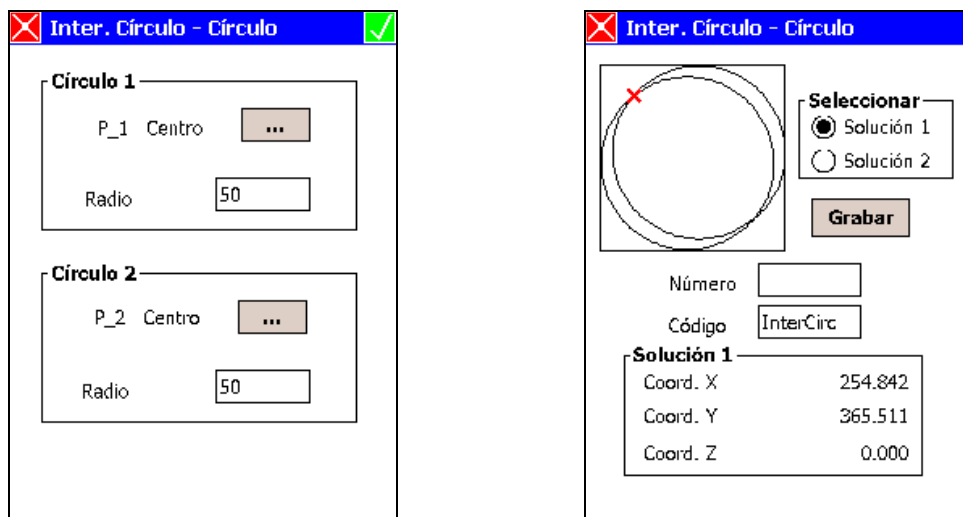 Inter. Círculo - Círculo
Círculo 1
P_1 Centro ...
Radio 50
Círculo 2
P_2 Centro ...
Radio 50
Inter. Círculo - Círculo
Seleccionar
Solución 1
Solución 2
Grabar
Número
Código InterCirc
Solución 1
Coord. X 254.842
Coord. Y 365.511
Coord. Z 0.000